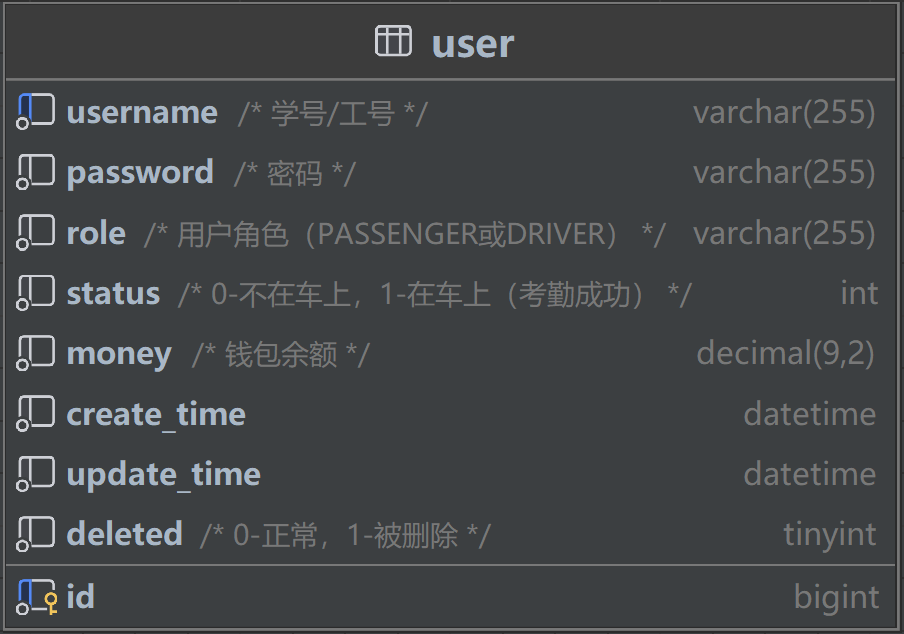 user
username /* 学号/工号 */ varchar(255)
password /* 密码 */ varchar(255)
role /* 用户角色（PASSENGER或DRIVER） */ varchar(255)
status /* 0-不在车上，1-在车上（考勤成功） */ int
money /* 钱包余额 */ decimal(9,2)
create_time datetime
update_time datetime
deleted /* 0-正常，1-被删除 */ tinyint
id bigint